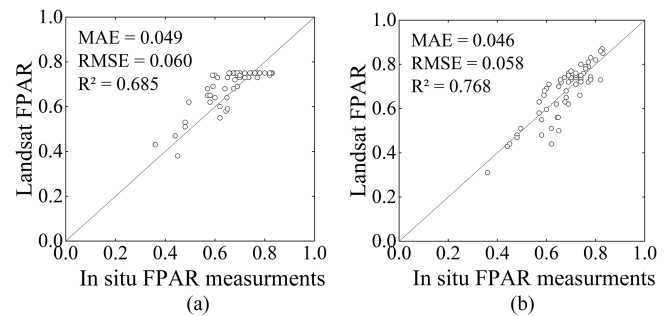 MAE = 0.049
RMSE = 0.060
R² = 0.685
Landsat FPAR
1.0
0.8
0.6
0.4
0.2
0.0
0.0 0.2 0.4 0.6 0.8 1.0
In situ FPAR measurments
(a)
MAE = 0.046
RMSE = 0.058
R² = 0.768
Landsat FPAR
1.0
0.8
0.6
0.4
0.2
0.0
0.0 0.2 0.4 0.6 0.8 1.0
In situ FPAR measurments
(b)